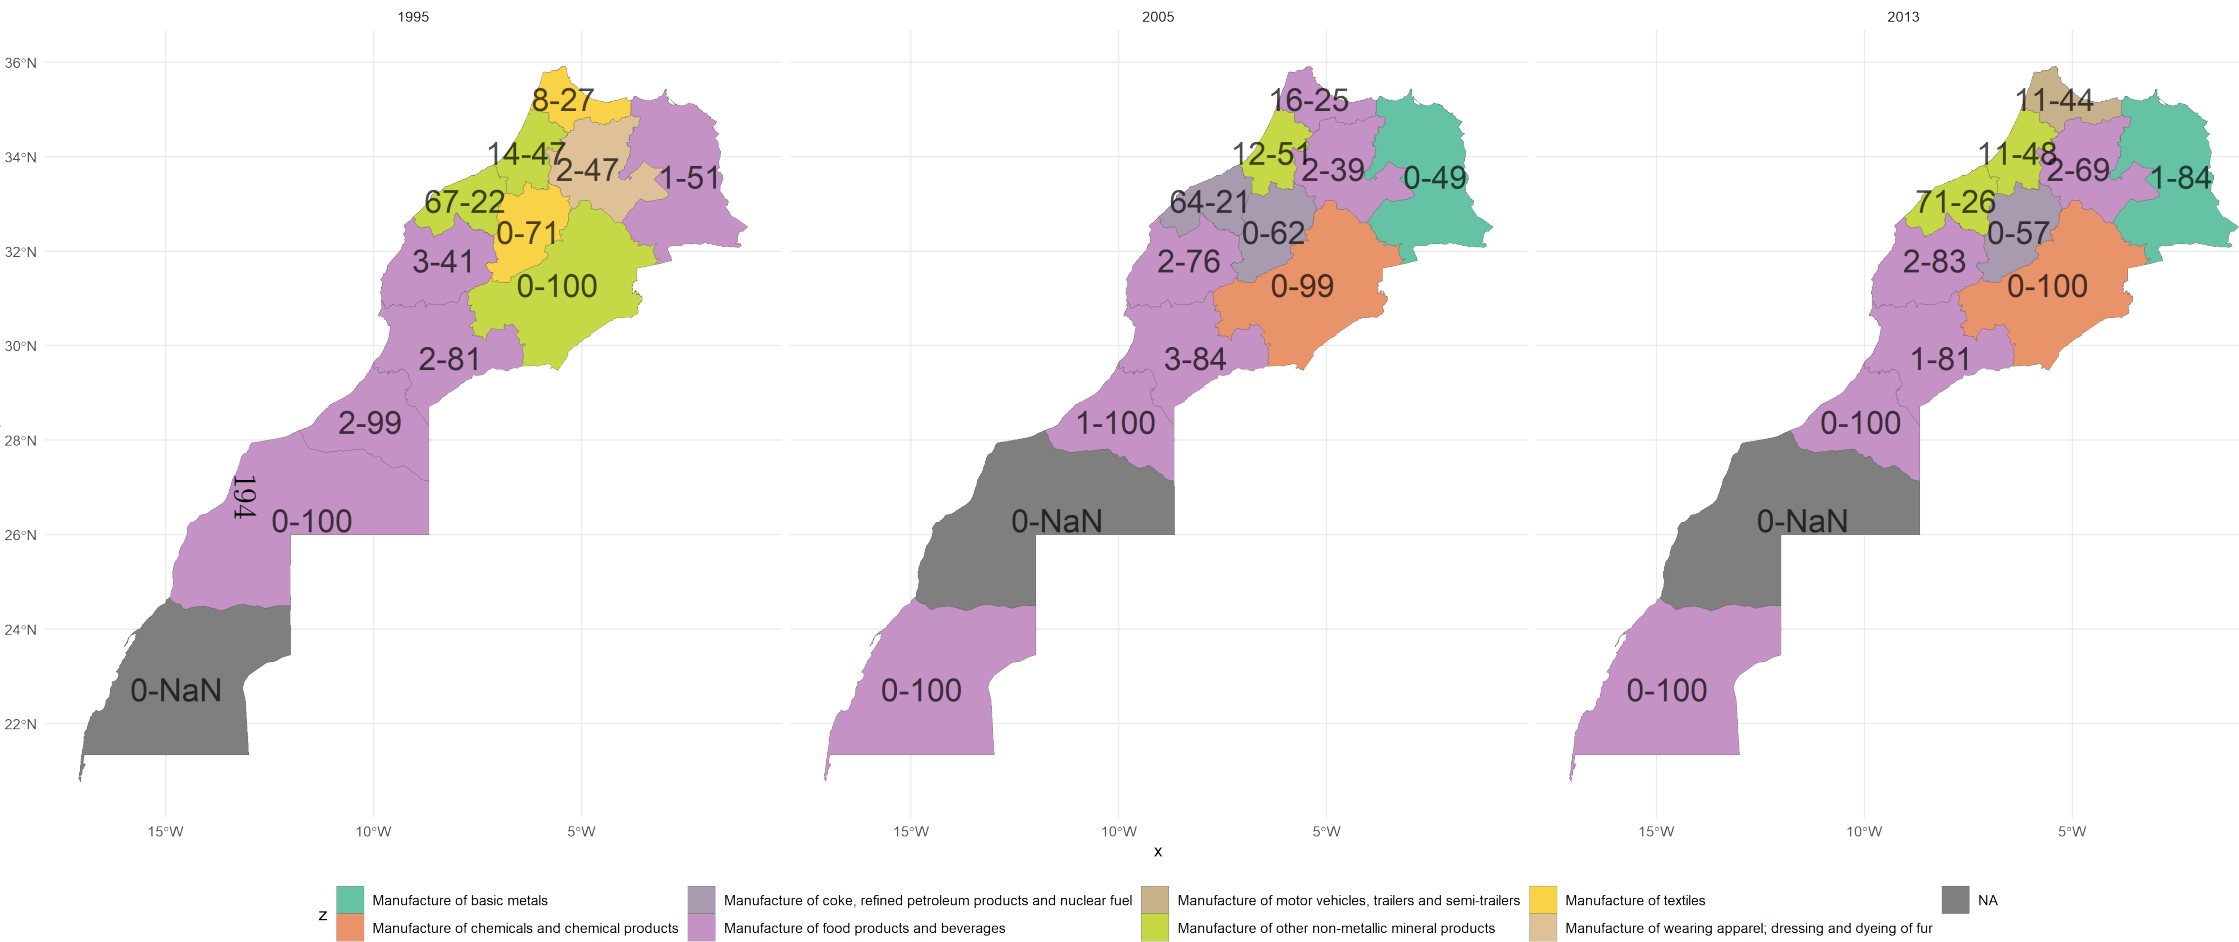 1995 2005 2013
36°N
34°N
32°N
30°N
28°N
26°N
24°N
22°N
8-27
14-47
2-47
1-51
67-22
0-71
3-41
0-100
2-81
2-99
194
0-100
0-NaN
16-25
12-51
2-39
0-49
64-21
0-62
2-76
0-99
3-84
1-100
0-NaN
0-100
11-44
11-48
2-69
1-84
71-26
0-57
2-83
0-100
1-81
0-100
0-NaN
0-100
15°W 10°W 5°W 15°W 10°W 5°W 15°W 10°W 5°W
x
z
Manufacture of basic metals
Manufacture of chemicals and chemical products
Manufacture of coke, refined petroleum products and nuclear fuel
Manufacture of food products and beverages
Manufacture of motor vehicles, trailers and semi-trailers
Manufacture of other non-metallic mineral products
Manufacture of textiles
Manufacture of wearing apparel; dressing and dyeing of fur
NA